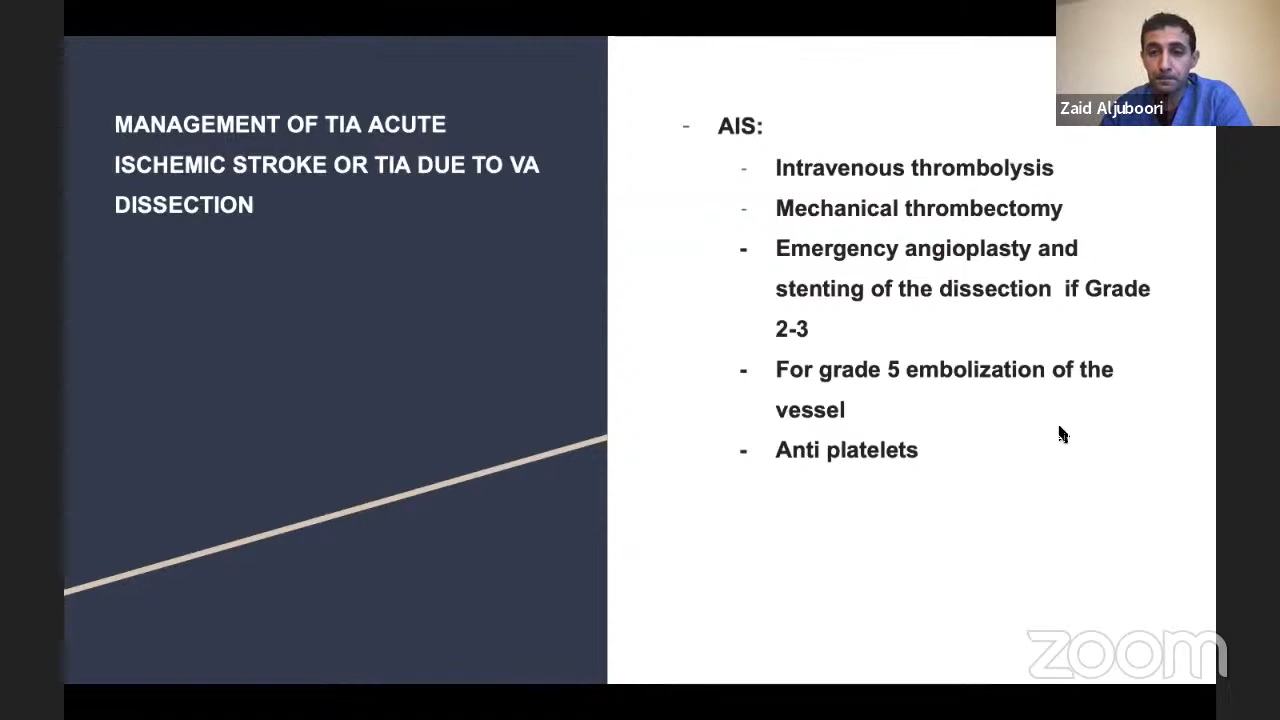 MANAGEMENT OF TIA ACUTE
ISCHEMIC STROKE OR TIA DUE TO VA
DISSECTION
- AIS:
- Intravenous thrombolysis
- Mechanical thrombectomy
- Emergency angioplasty and
stenting of the dissection if Grade
2-3
- For grade 5 embolization of the
vessel
- Anti platelets
Zaid Aljuboori
zoom